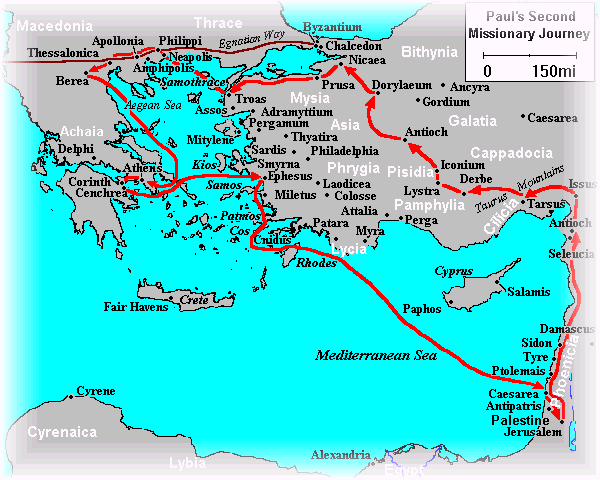 Paul's Second
Missionary Journey
0 150mi
Macedonia
Thrace
Byzantium
Apollonia
Philippi
Egnation Way
Thessalonica
Neapolis
Chalcedon
Bithynia
Amphipolis
Nicaea
Berea
Samothrace
Prusa
Dorylaeum
Ancyra
Aegean Sea
Troas
Mysia
Gordium
Assos
Adramyttium
Asia
Galatia
Caesarea
Pergamum
Achaia
Mitylene
Thyatira
Antioch
Delphi
Sardis
Philadelphia
Cappadocia
Kios
Smyrna
Phrygia
Iconium
Athens
Ephesus
Pisidia
Derbe
Taurus Mountains
Corinth
Samos
Laodicea
Lystra
Issus
Cenchrea
Miletus
Colosse
Tarsus
Patmos
Attalia
Pamphylia
Cilicia
Cos
Patara
Perga
Antioch
Cnidus
Myra
Lycia
Seleucia
Rhodes
Cyprus
Salamis
Crete
Fair Havens
Paphos
Damascus
Sidon
Mediterranean Sea
Tyre
Phoenicia
Ptolemais
Cyrene
Caesarea
Antipatris
Palestine
Cyrenaica
Jerusalem
Alexandria
Lybia
Egypt